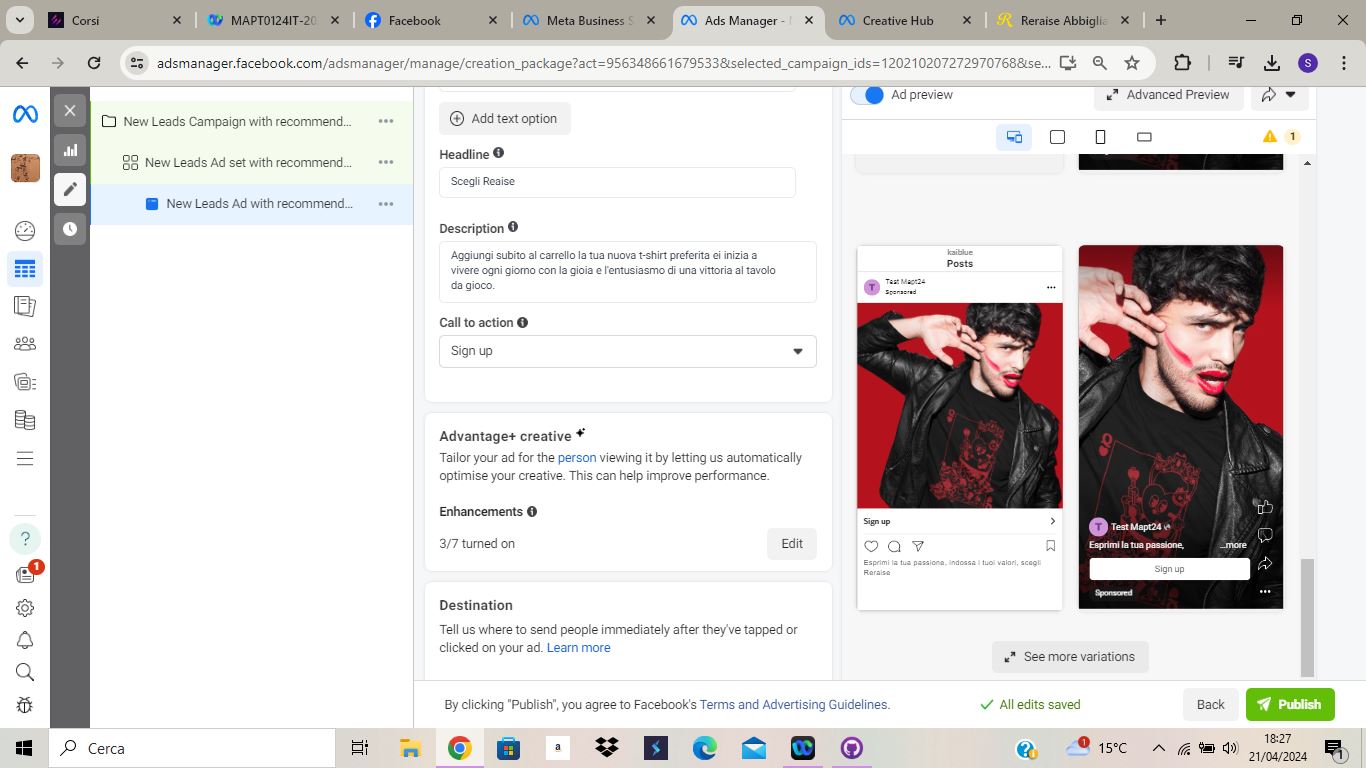 Corsi
MAPT0124IT-20
Facebook
Meta Business S
Ads Manager -
Creative Hub
Reraise Abbiglia
adsmanager.facebook.com/adsmanager/manage/creation_package?act=956348661679533&selected_campaign_ids=120210207272970768&se...
S
New Leads Campaign with recommend...
New Leads Ad set with recommend...
New Leads Ad with recommend...
Add text option
Headline
Scegli Reaise
Description
Aggiungi subito al carrello la tua nuova t-shirt preferita ei inizia a
vivere ogni giorno con la gioia e l'entusiasmo di una vittoria al tavolo
da gioco.
Call to action
Sign up
Advantage+ creative
Tailor your ad for the person viewing it by letting us automatically
optimise your creative. This can help improve performance.
Enhancements
3/7 turned on
Edit
Destination
Tell us where to send people immediately after they've tapped or
clicked on your ad. Learn more
Ad preview
Advanced Preview
1
kaiblue
Posts
T
Test Mapt24
Sponsored
Q
Sign up
Esprimi la tua passione, indossa i tuoi valori, scegli
Reraise
Q
T
Test Mapt24
Esprimi la tua passione,
...more
Sign up
Sponsored
See more variations
1
By clicking "Publish", you agree to Facebook's Terms and Advertising Guidelines.
All edits saved
Back
Publish
Cerca
a
1
15°C
18:27
21/04/2024
1